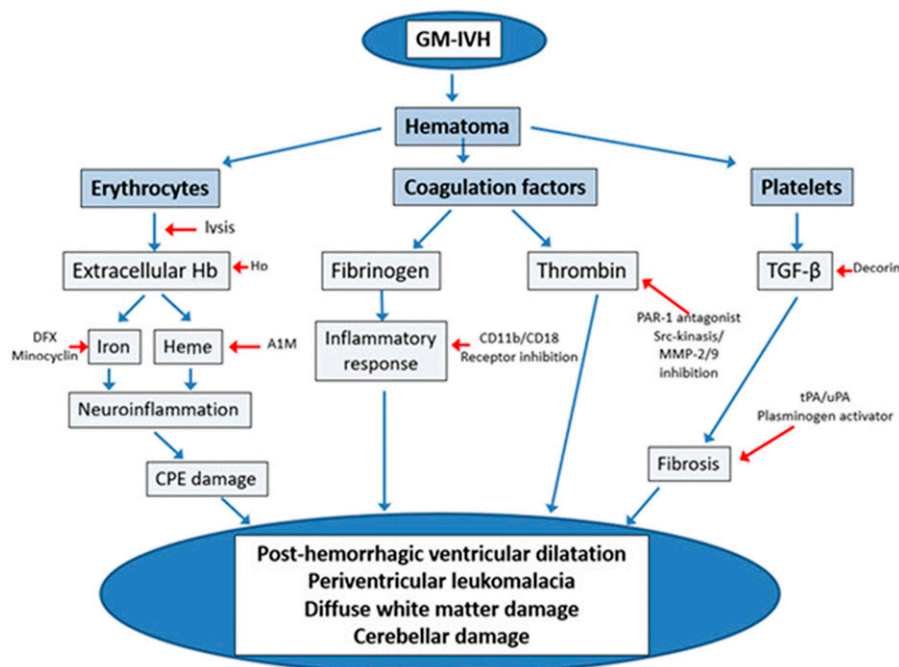 GM-IVH
Hematoma
Erythrocytes
Coagulation factors
Platelets
lysis
Extracellular Hb
Hp
Fibrinogen
Thrombin
TGF-β
Decorin
DFX
Minocyclin
Iron
Heme
A1M
Inflammatory
response
CD11b/CD18
Receptor inhibition
PAR-1 antagonist
Src-kinasis/
MMP-2/9
inhibition
Neuroinflammation
tPA/uPA
Plasminogen activator
CPE damage
Fibrosis
Post-hemorrhagic ventricular dilatation
Periventricular leukomalacia
Diffuse white matter damage
Cerebellar damage